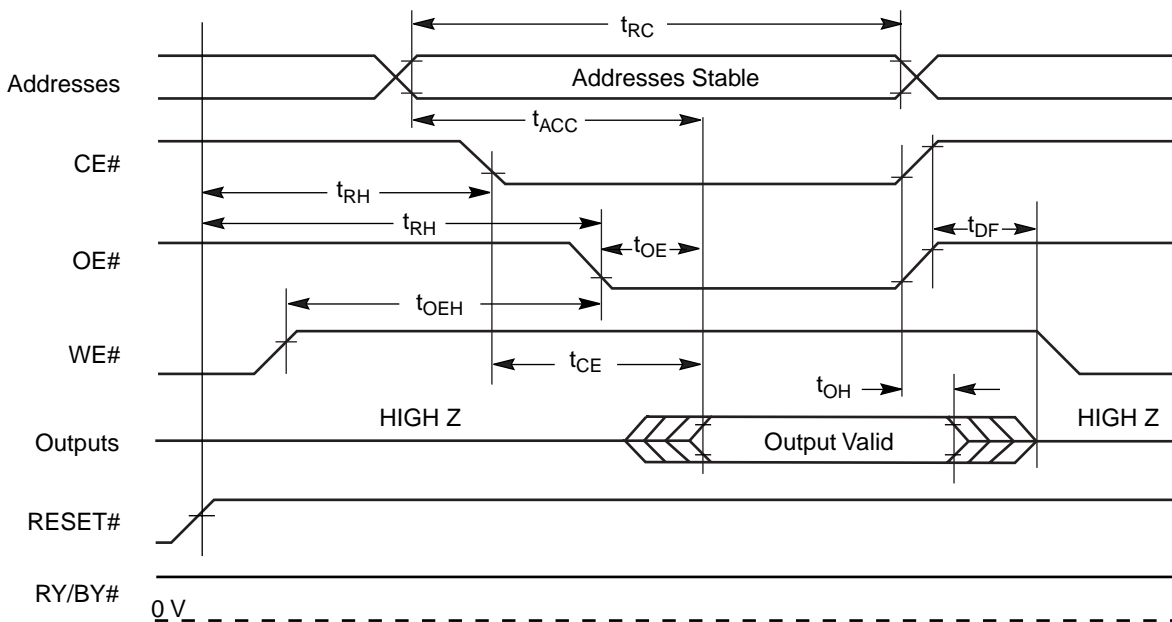 tRC
Addresses
Addresses Stable
tACC
CE#
tRH
tRH
OE#
tOE
tDF
tOEH
WE#
tCE
tOH
HIGH Z
HIGH Z
Outputs
Output Valid
RESET#
RY/BY#
0 V